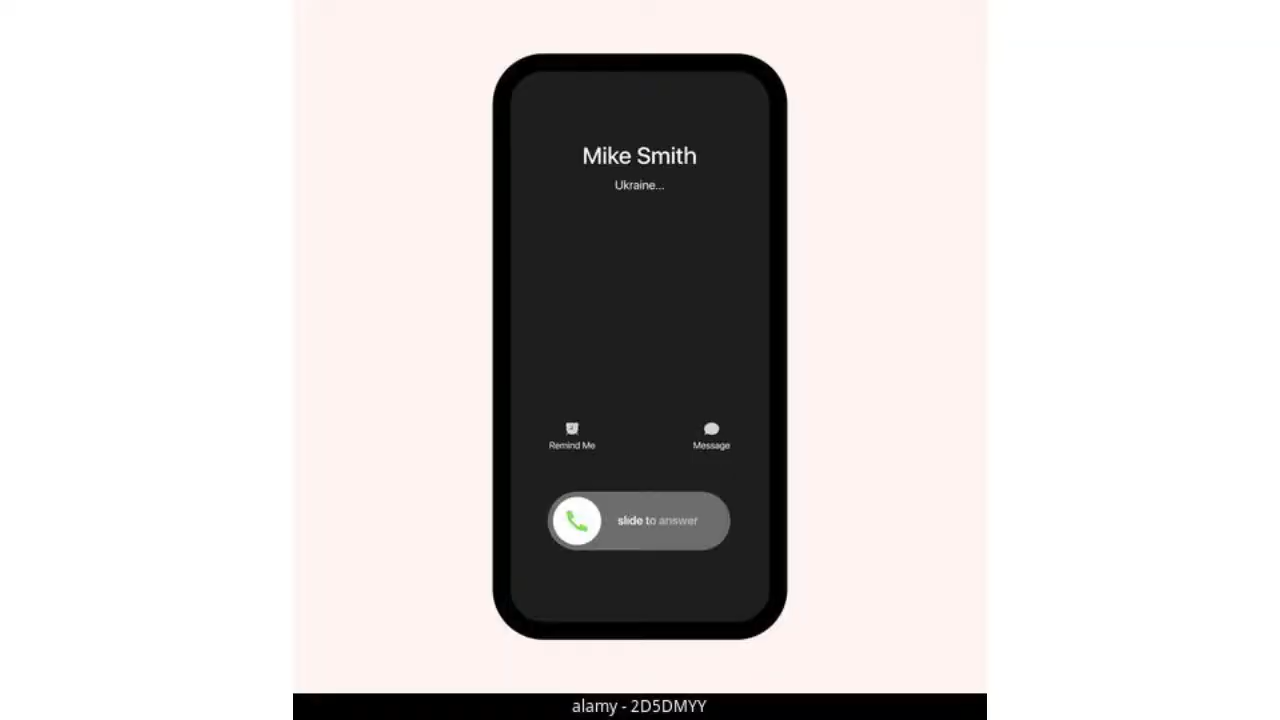 Mike Smith
Ukraine...
Remind Me
Message
slide to answer
alamy - 2D5DMYY